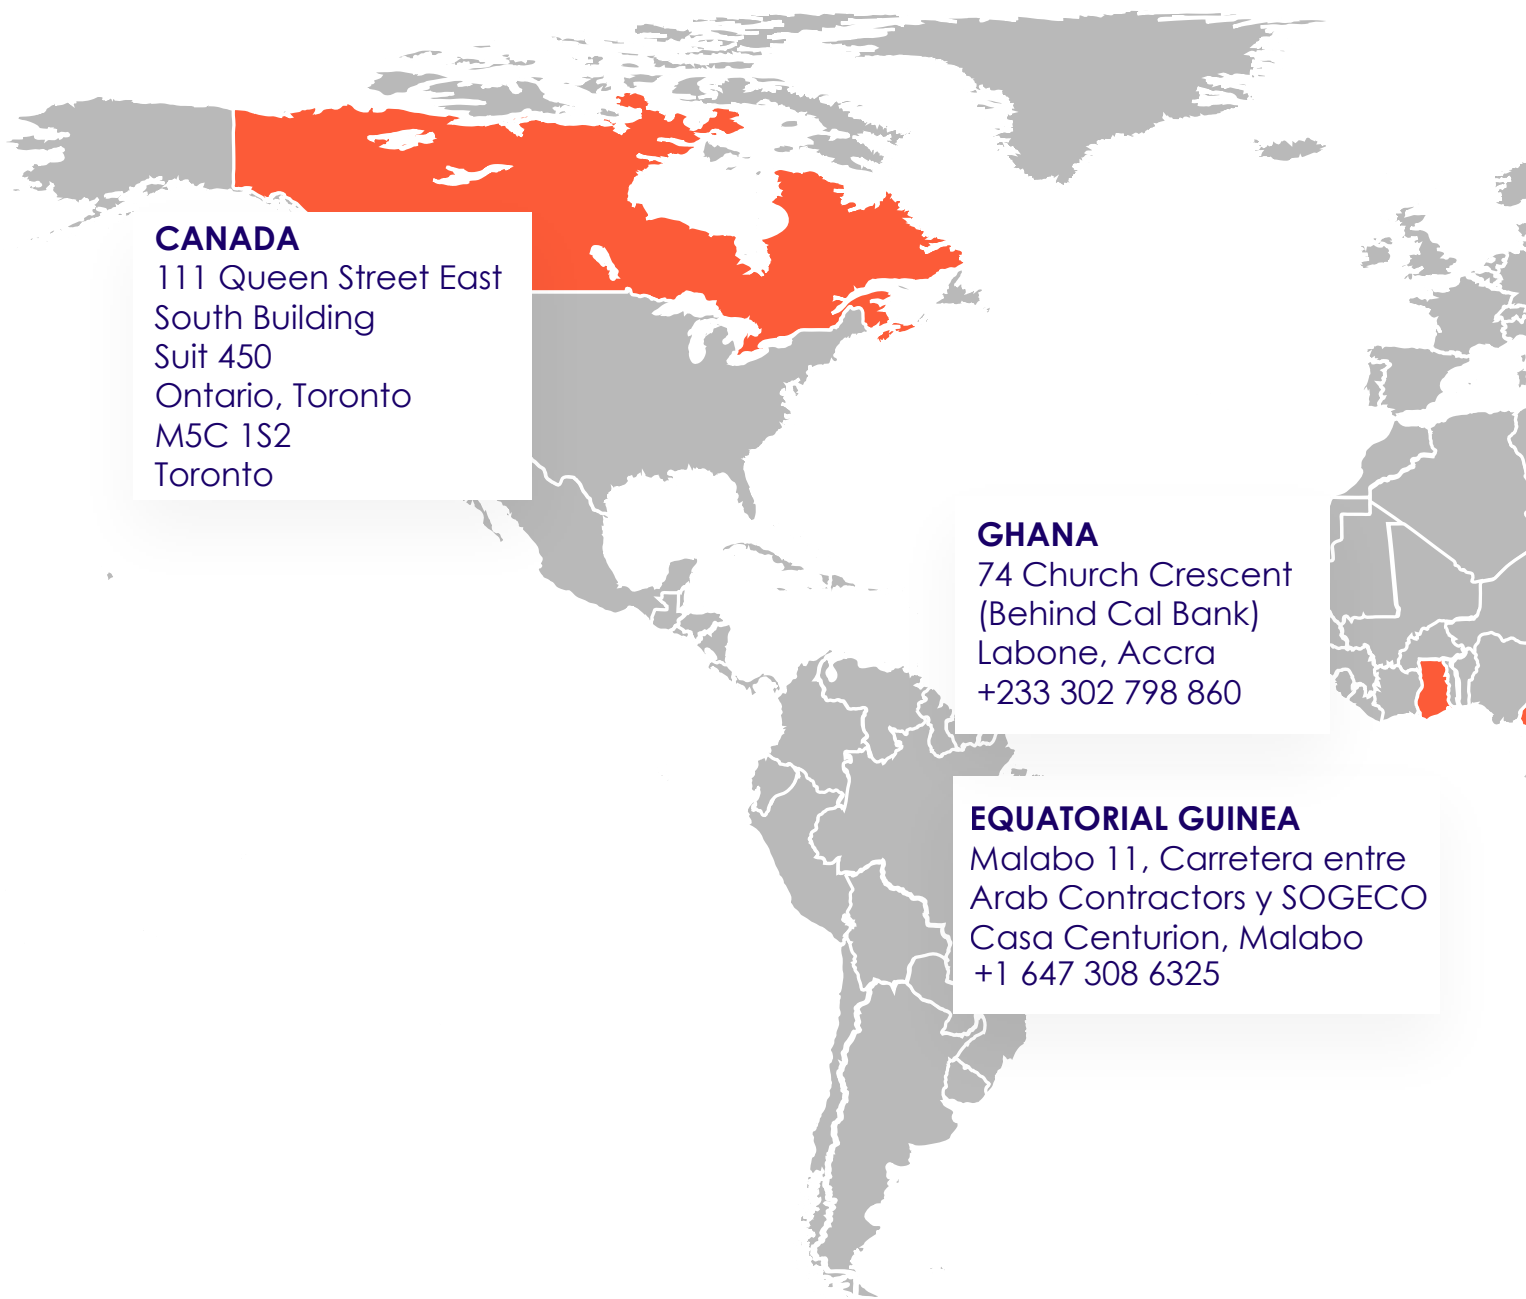 CANADA
111 Queen Street East
South Building
Suit 450
Ontario, Toronto
M5C 1S2
Toronto
GHANA
74 Church Crescent
(Behind Cal Bank)
Labone, Accra
+233 302 798 860
EQUATORIAL GUINEA
Malabo 11, Carretera entre
Arab Contractors y SOGECO
Casa Centurion, Malabo
+1 647 308 6325